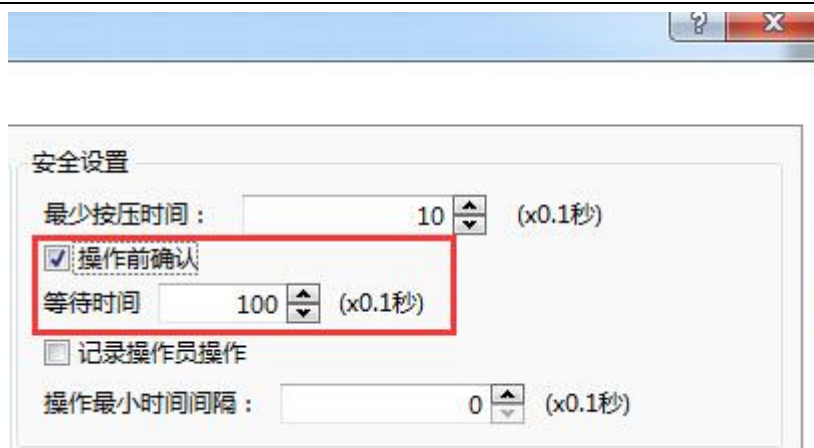 安全设置
最少按压时间： 10 (x0.1秒)
操作前确认
等待时间 100 (x0.1秒)
记录操作员操作
操作最小时间间隔： 0 (x0.1秒)